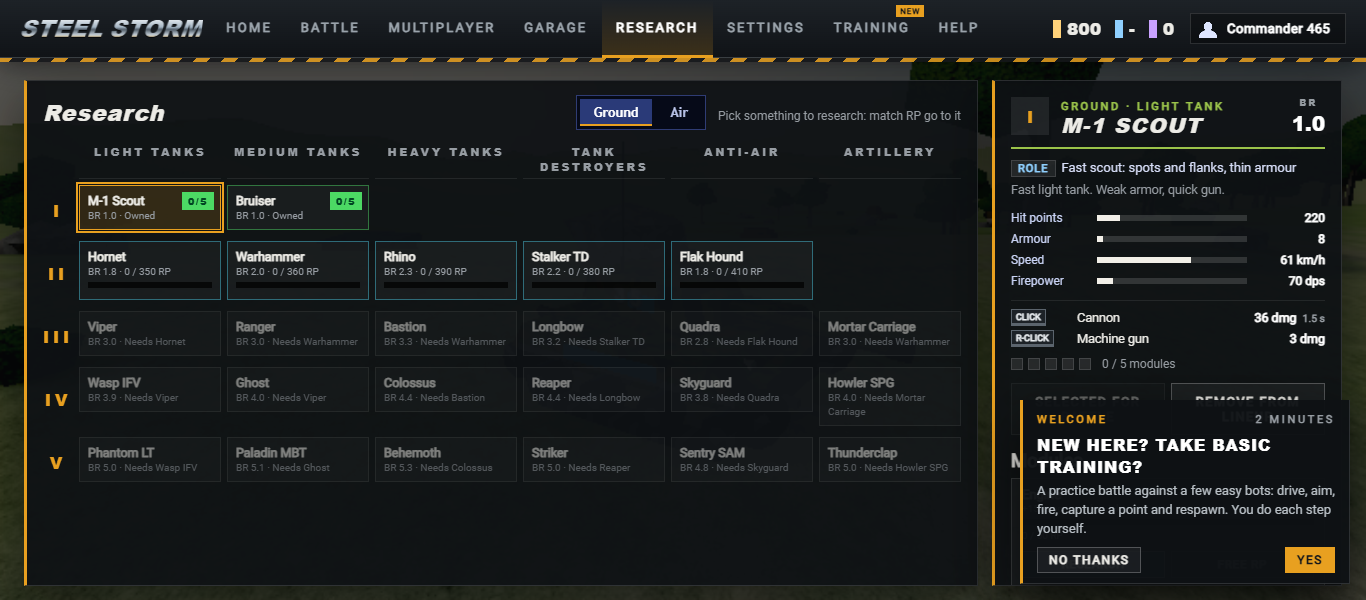 STEEL STORM HOME BATTLE MULTIPLAYER GARAGE RESEARCH SETTINGS TRAINING NEW HELP 800 - 0 Commander 465
Research Ground Air Pick something to research: match RP go to it
LIGHT TANKS MEDIUM TANKS HEAVY TANKS TANK DESTROYERS ANTI-AIR ARTILLERY
I
M-1 Scout 0/5
BR 1.0 · Owned
Bruiser 0/5
BR 1.0 · Owned
II
Hornet
BR 1.8 · 0 / 350 RP
Warhammer
BR 2.0 · 0 / 360 RP
Rhino
BR 2.3 · 0 / 390 RP
Stalker TD
BR 2.2 · 0 / 380 RP
Flak Hound
BR 1.8 · 0 / 410 RP
III
Viper
BR 3.0 · Needs Hornet
Ranger
BR 3.0 · Needs Warhammer
Bastion
BR 3.3 · Needs Warhammer
Longbow
BR 3.2 · Needs Stalker TD
Quadra
BR 2.8 · Needs Flak Hound
Mortar Carriage
BR 3.0 · Needs Warhammer
IV
Wasp IFV
BR 3.9 · Needs Viper
Ghost
BR 4.0 · Needs Viper
Colossus
BR 4.4 · Needs Bastion
Reaper
BR 4.4 · Needs Longbow
Skyguard
BR 3.8 · Needs Quadra
Howler SPG
BR 4.0 · Needs Mortar
Carriage
V
Phantom LT
BR 5.0 · Needs Wasp IFV
Paladin MBT
BR 5.1 · Needs Ghost
Behemoth
BR 5.3 · Needs Colossus
Striker
BR 5.0 · Needs Reaper
Sentry SAM
BR 4.8 · Needs Skyguard
Thunderclap
BR 5.0 · Needs Howler SPG
I
GROUND · LIGHT TANK
M-1 SCOUT
BR
1.0
ROLE Fast scout: spots and flanks, thin armour
Fast light tank. Weak armor, quick gun.
Hit points 220
Armour 8
Speed 61 km/h
Firepower 70 dps
CLICK Cannon 36 dmg 1.5 s
R-CLICK Machine gun 3 dmg
0 / 5 modules
SELECTED FOR
REMOVE FROM
WELCOME 2 MINUTES
NEW HERE? TAKE BASIC
TRAINING?
A practice battle against a few easy bots: drive, aim,
fire, capture a point and respawn. You do each step
yourself.
NO THANKS YES